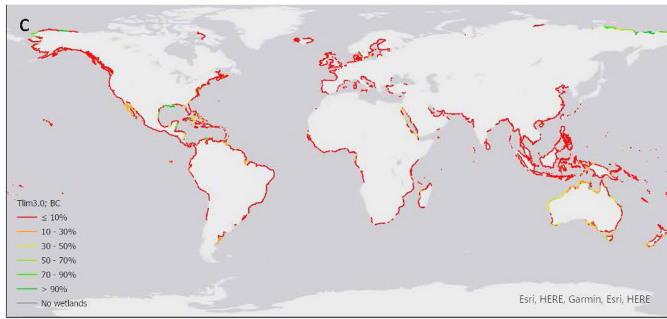 C
Tlim3.0; BC
≤ 10%
10 - 30%
30 - 50%
50 - 70%
70 - 90%
> 90%
No wetlands
Esri, HERE, Garmin, Esri, HERE